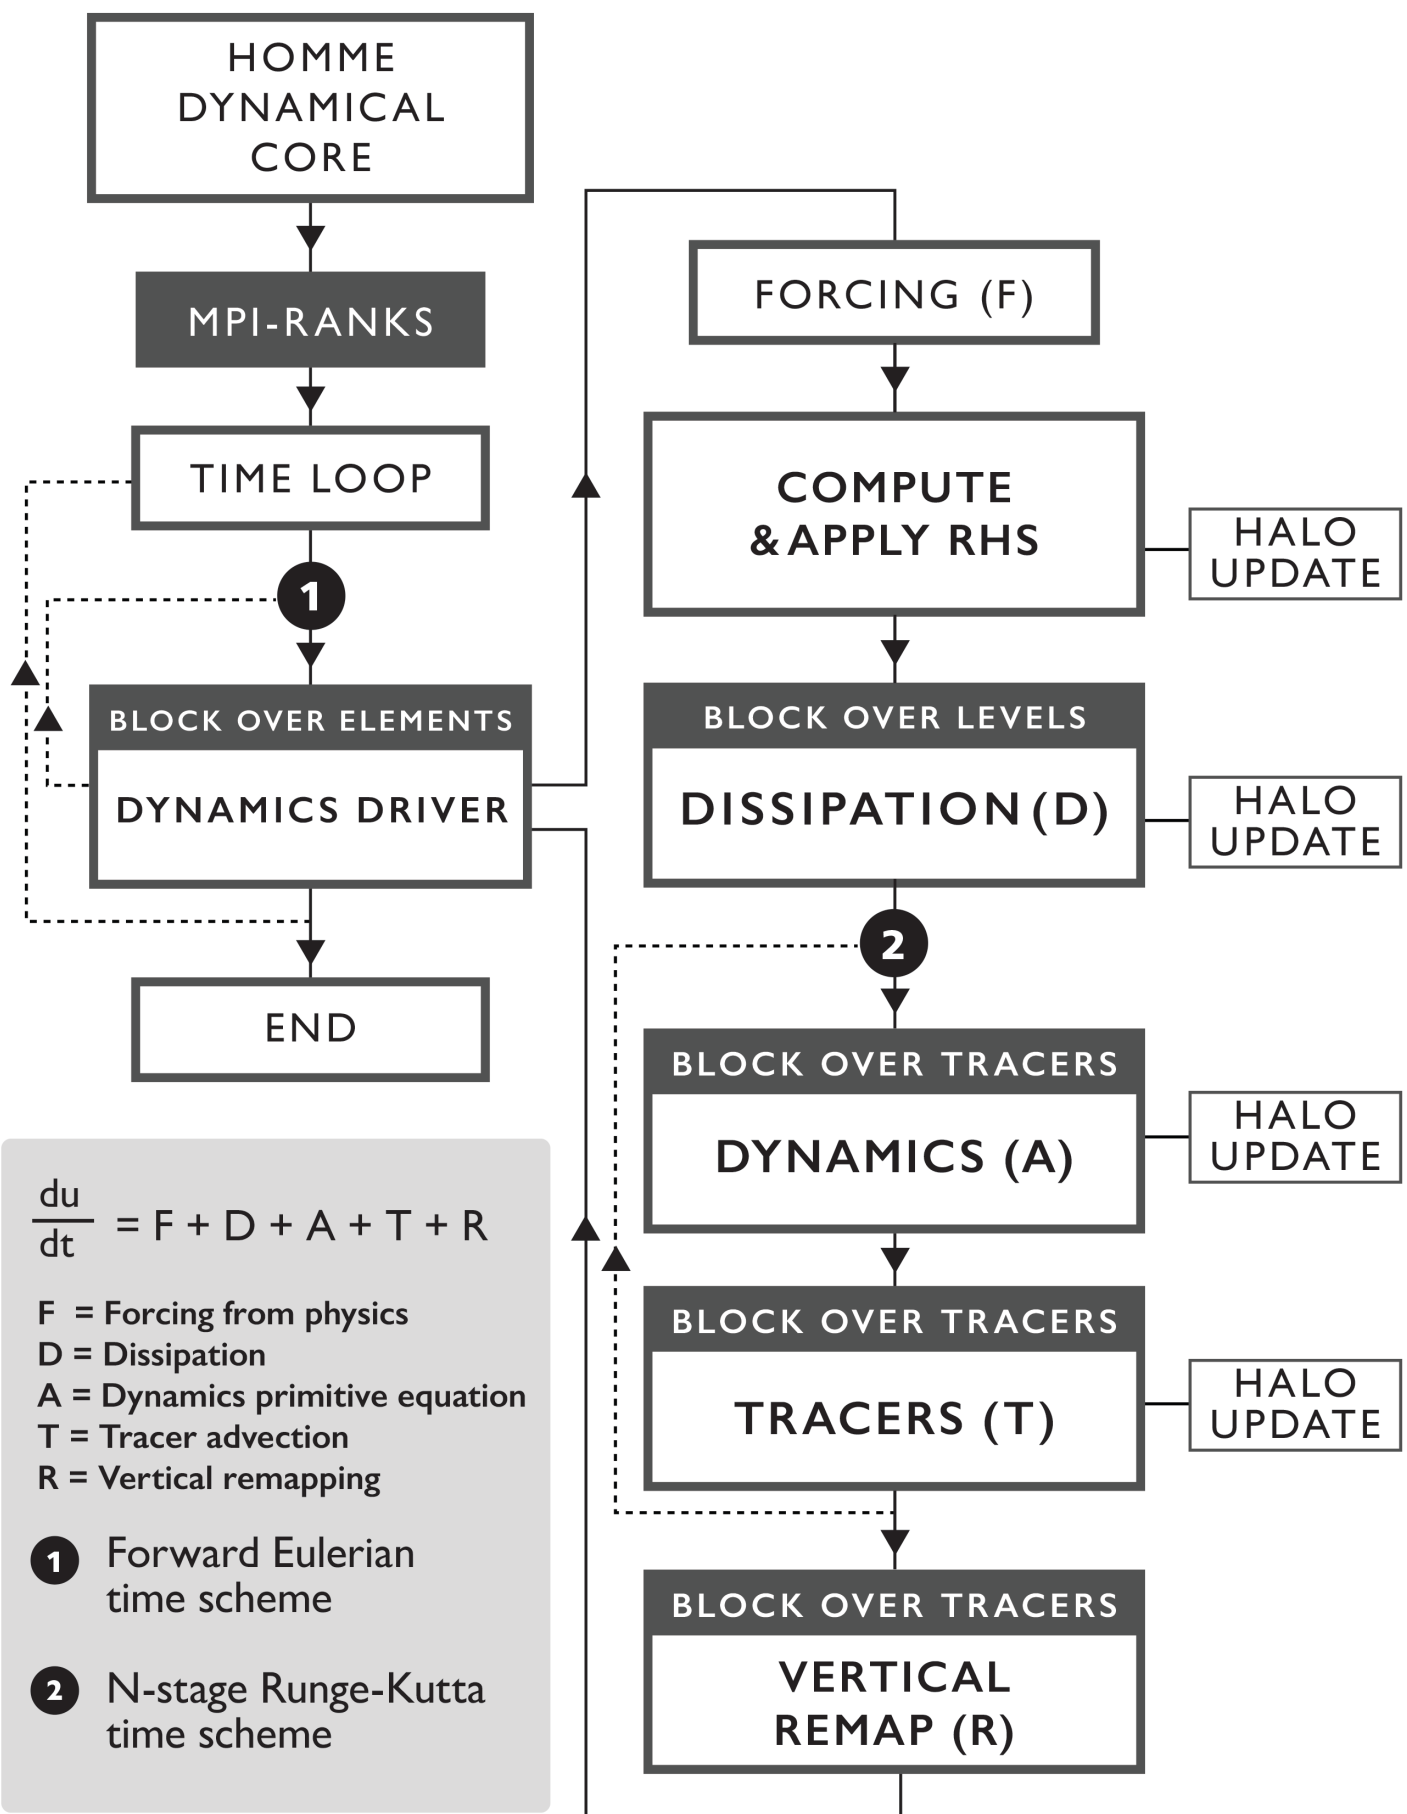 HOMME
DYNAMICAL
CORE
MPI-RANKS
TIME LOOP
1
BLOCK OVER ELEMENTS
DYNAMICS DRIVER
END
FORCING (F)
COMPUTE
& APPLY RHS
HALO
UPDATE
BLOCK OVER LEVELS
DISSIPATION (D)
HALO
UPDATE
2
BLOCK OVER TRACERS
DYNAMICS (A)
HALO
UPDATE
BLOCK OVER TRACERS
TRACERS (T)
HALO
UPDATE
BLOCK OVER TRACERS
VERTICAL
REMAP (R)
du
dt
= F + D + A + T + R
F = Forcing from physics
D = Dissipation
A = Dynamics primitive equation
T = Tracer advection
R = Vertical remapping
1 Forward Eulerian
time scheme
2 N-stage Runge-Kutta
time scheme